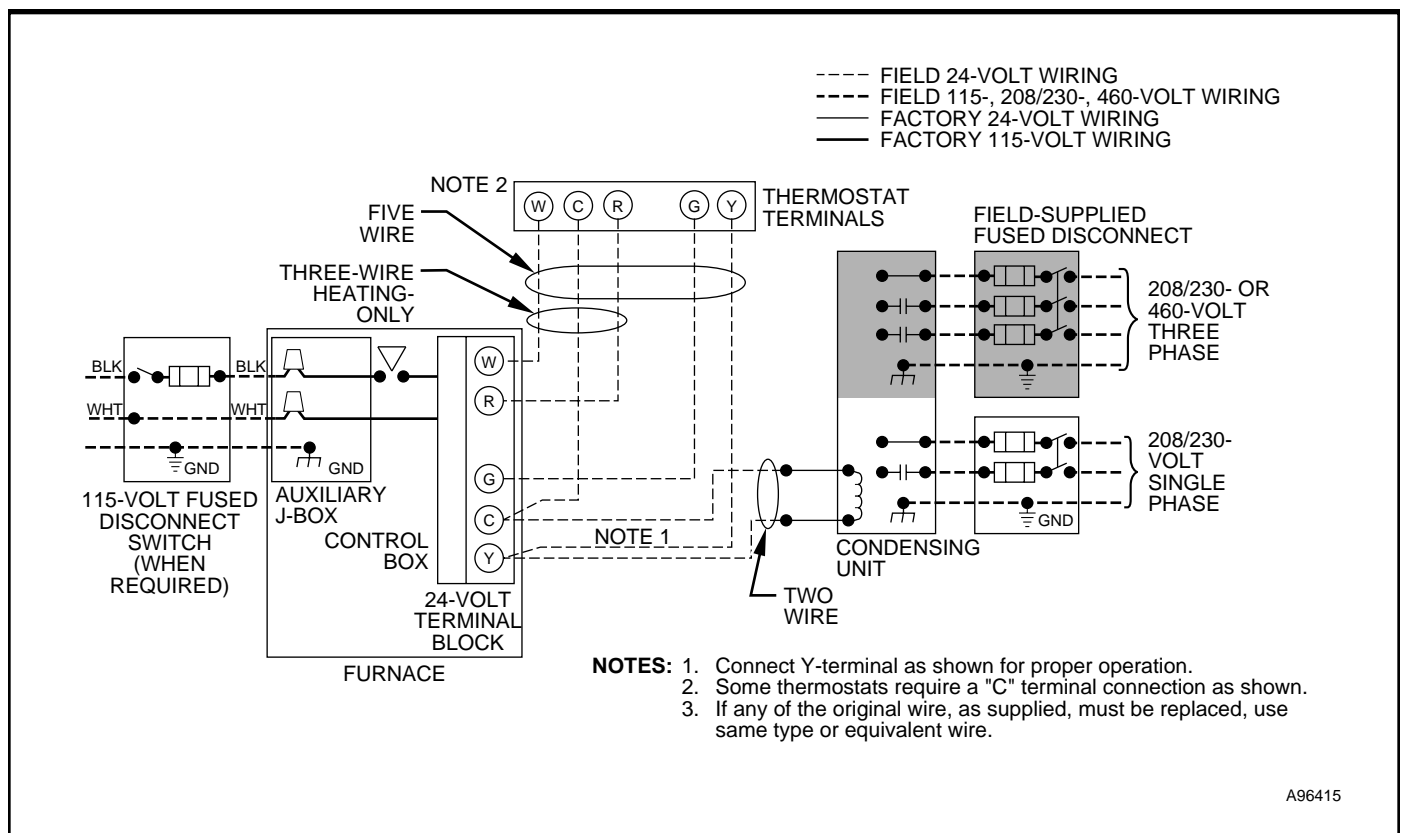 FIELD 24-VOLT WIRING
FIELD 115-, 208/230-, 460-VOLT WIRING
FACTORY 24-VOLT WIRING
FACTORY 115-VOLT WIRING
NOTE 2
W C R G Y
THERMOSTAT
TERMINALS
FIVE
WIRE
THREE-WIRE
HEATING-
ONLY
FIELD-SUPPLIED
FUSED DISCONNECT
208/230- OR
460-VOLT
THREE
PHASE
BLK
BLK
WHT
WHT
GND
GND
W
R
G
C
Y
115-VOLT FUSED
DISCONNECT
SWITCH
(WHEN
REQUIRED)
AUXILIARY
J-BOX
CONTROL
BOX
24-VOLT
TERMINAL
BLOCK
FURNACE
NOTE 1
TWO
WIRE
CONDENSING
UNIT
GND
208/230-
VOLT
SINGLE
PHASE
NOTES: 1. Connect Y-terminal as shown for proper operation.
2. Some thermostats require a "C" terminal connection as shown.
3. If any of the original wire, as supplied, must be replaced, use
same type or equivalent wire.
A96415